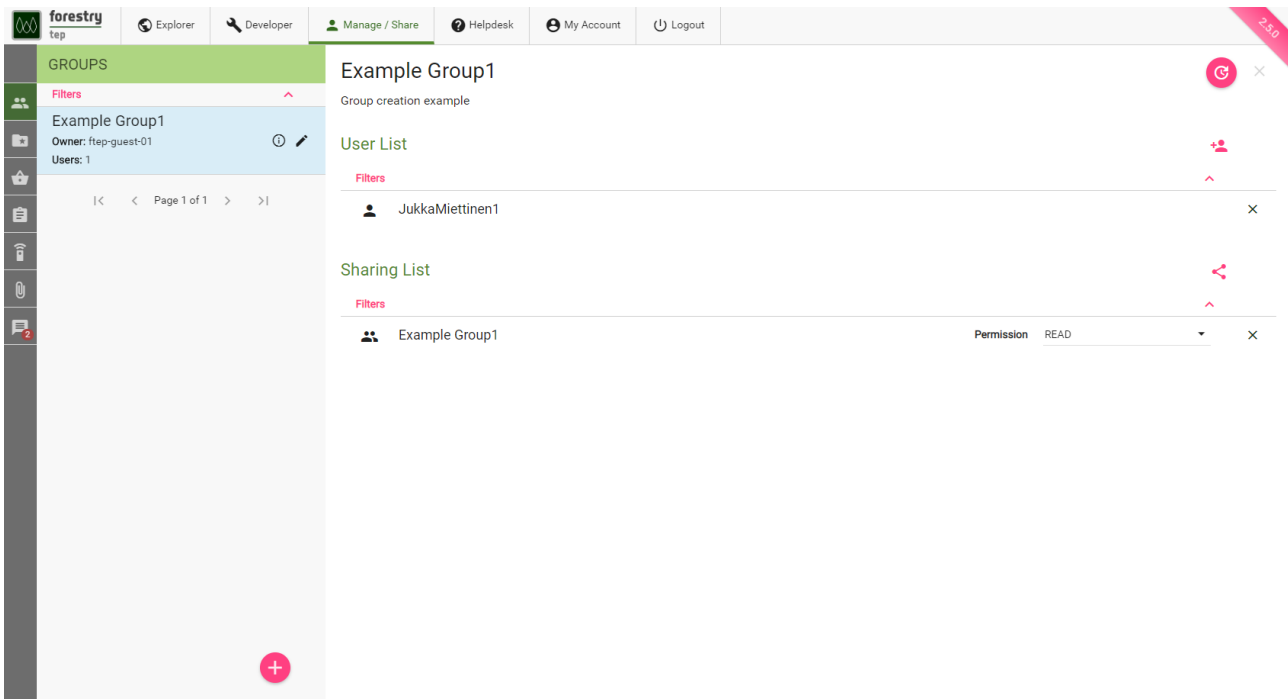 forestry
tep
Explorer
Developer
Manage / Share
Helpdesk
My Account
Logout
2.5.0
GROUPS
Filters
Example Group1
Owner: ftep-guest-01
Users: 1
Page 1 of 1
2
Example Group1
Group creation example
User List
Filters
JukkaMiettinen1
Sharing List
Filters
Example Group1
Permission READ